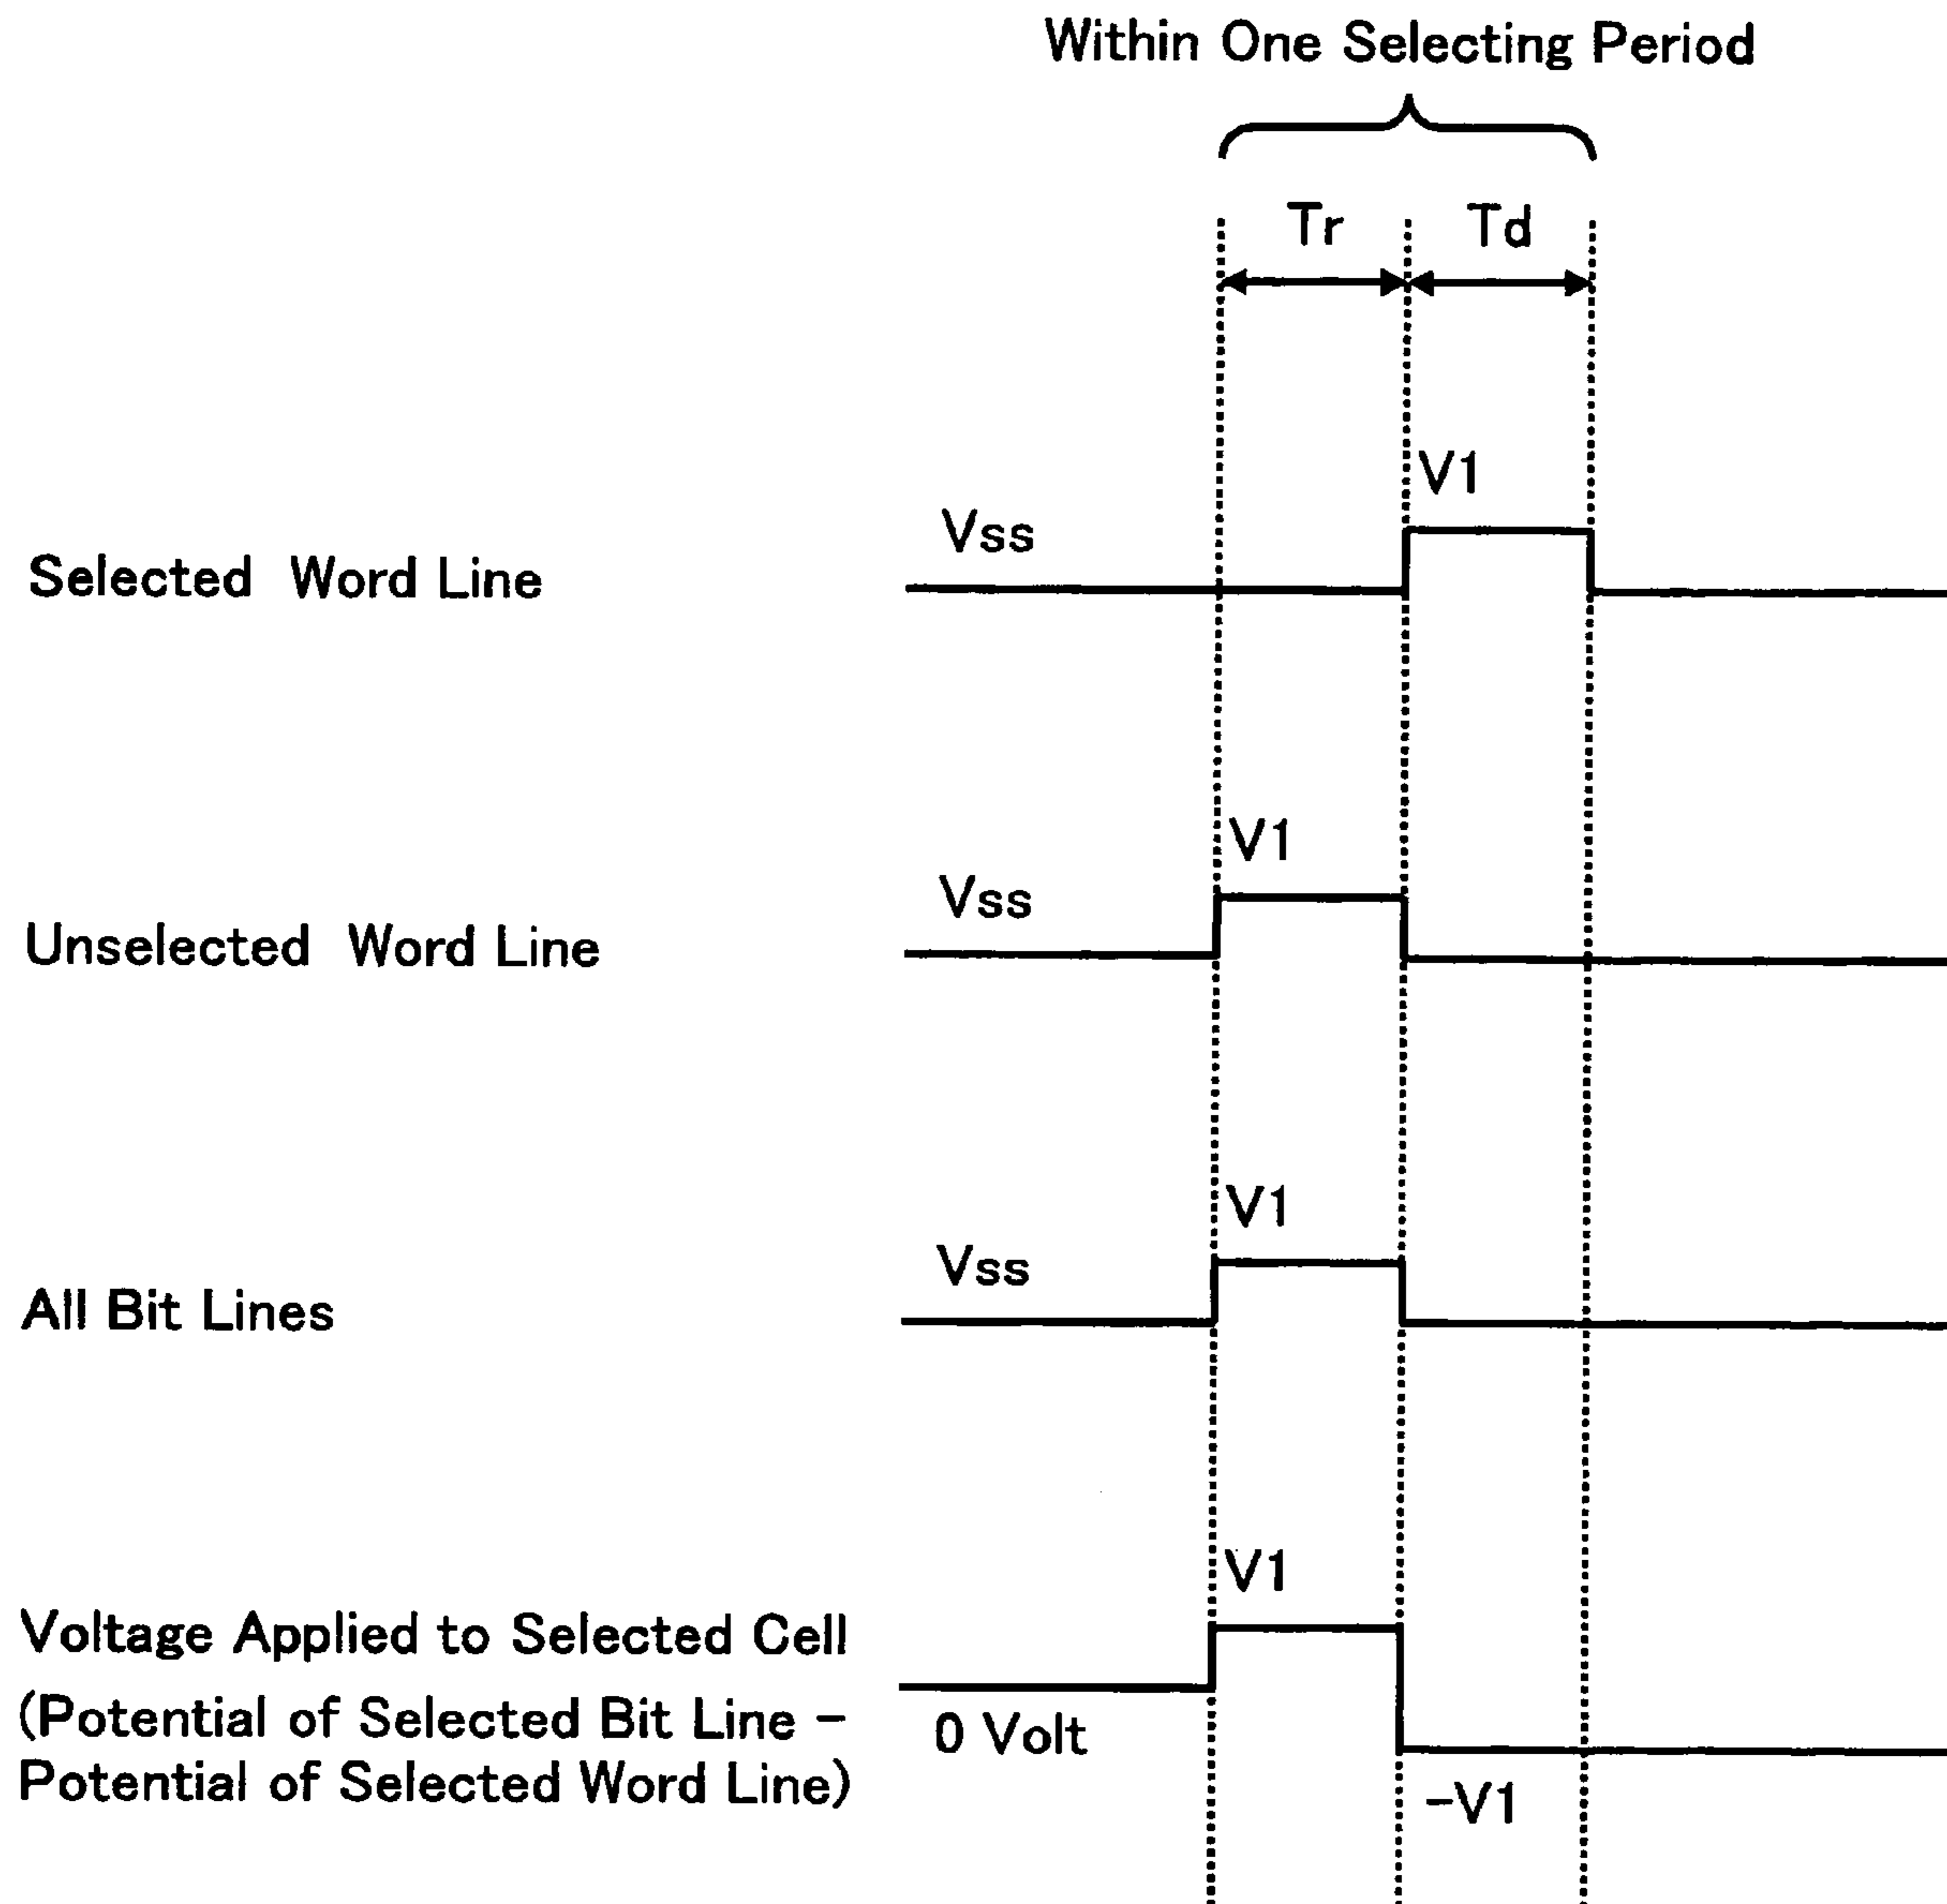 Within One Selecting Period
Tr
Td
V1
Vss
Selected Word Line
V1
Vss
Unselected Word Line
V1
Vss
All Bit Lines
V1
Voltage Applied to Selected Cell
(Potential of Selected Bit Line -
Potential of Selected Word Line)
0 Volt
-V1